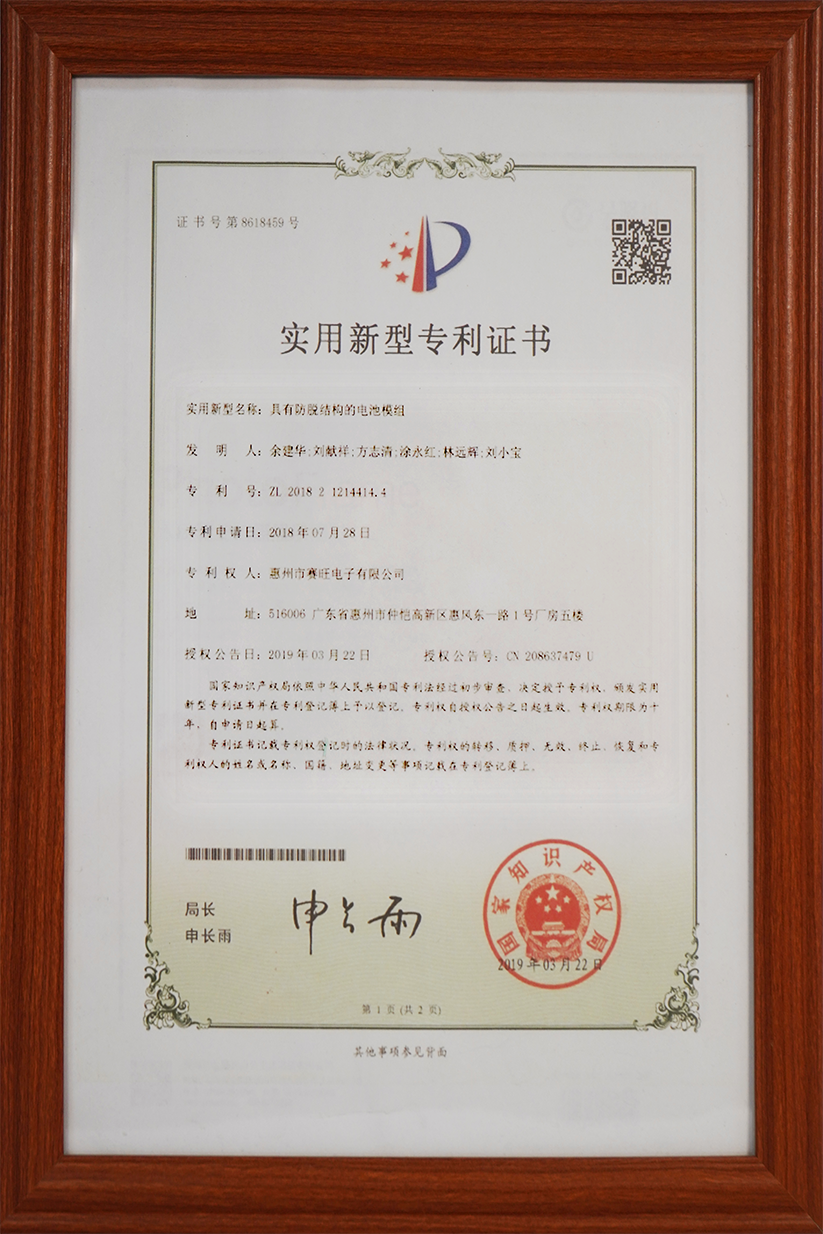 证书号第8618459号
实用新型专利证书
实用新型名称：具有防脱结构的电池模组
发明人：余建华;刘献祥;方志清;涂永红;林远辉;刘小宝
专利号：ZL 2018 2 1214414.4
专利申请日：2018年07月28日
专利权人：惠州市赛旺电子有限公司
地址：516006 广东省惠州市仲恺高新区惠风东一路1号厂房五楼
授权公告日：2019年03月22日 授权公告号：CN 208637479 U
国家知识产权局依照中华人民共和国专利法经过初步审查，决定授予专利权，颁发实用
新型专利证书并在专利登记簿上予以登记。专利权自授权公告之日起生效。专利权期限为十
年，自申请日起算。
专利证书记载专利权登记时的法律状况。专利权的转移、质押、无效、终止、恢复和专
利权人的姓名或名称、国籍、地址变更等事项记载在专利登记簿上。
局长
申长雨
申长雨
国家知识产权局
2019年03月22日
第 1 页 (共 2 页)
其他事项参见背面